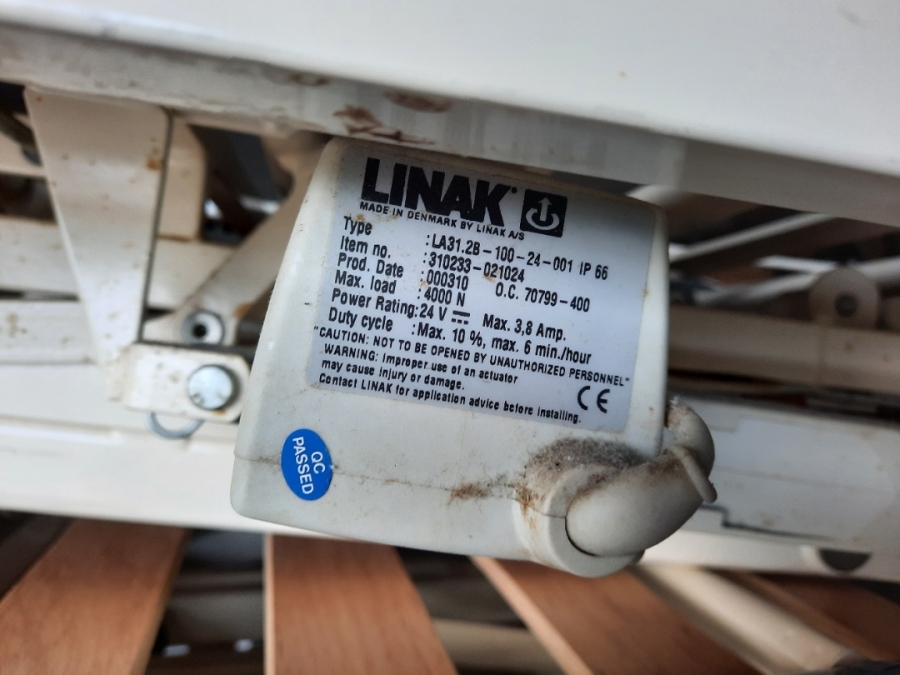 LINAK®
MADE IN DENMARK BY LINAK A/S
Type :LA31.2B-100-24-001 IP 66
Item no. :310233-021024
Prod. Date :000310 O.C. 70799-400
Max. load :4000 N
Power Rating:24 V Max. 3,8 Amp.
Duty cycle :Max. 10 %, max. 6 min./hour
"CAUTION: NOT TO BE OPENED BY UNAUTHORIZED PERSONNEL"
WARNING: Improper use of an actuator
may cause injury or damage.
Contact LINAK for application advice before installing.
CE
QC
PASSED